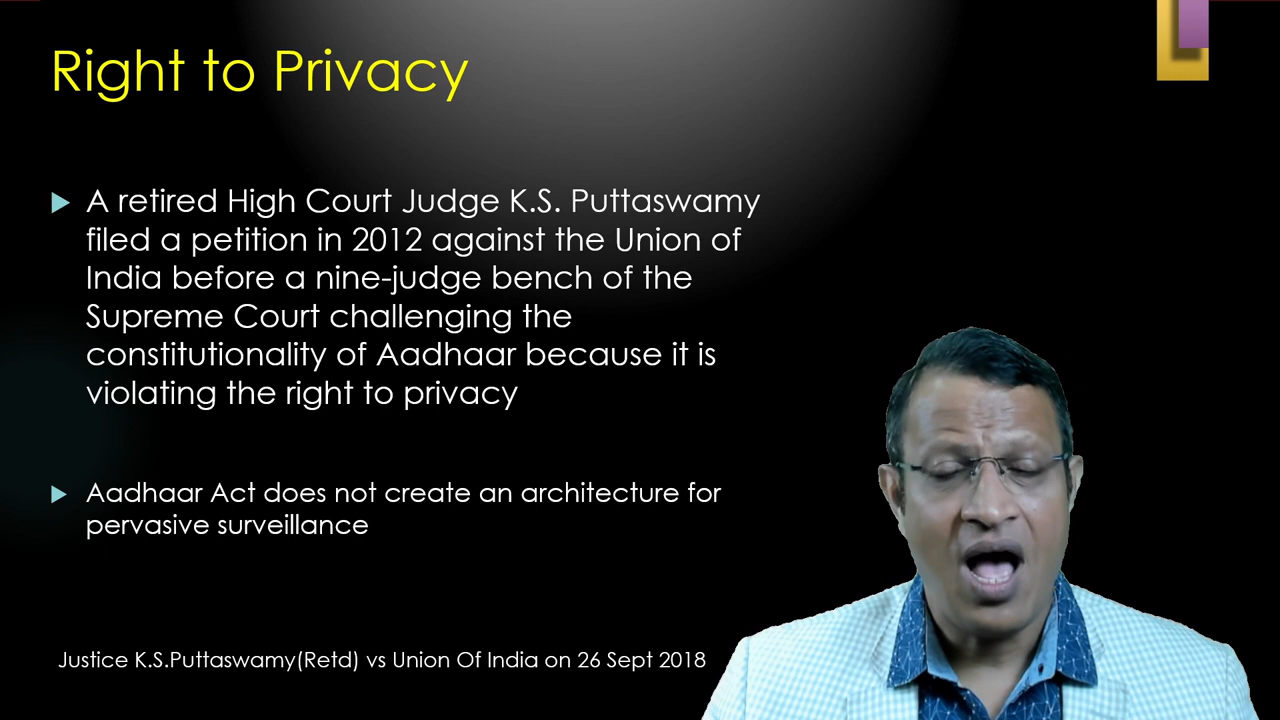 Right to Privacy
A retired High Court Judge K.S. Puttaswamy
filed a petition in 2012 against the Union of
India before a nine-judge bench of the
Supreme Court challenging the
constitutionality of Aadhaar because it is
violating the right to privacy
Aadhaar Act does not create an architecture for
pervasive surveillance
Justice K.S.Puttaswamy(Retd) vs Union Of India on 26 Sept 2018